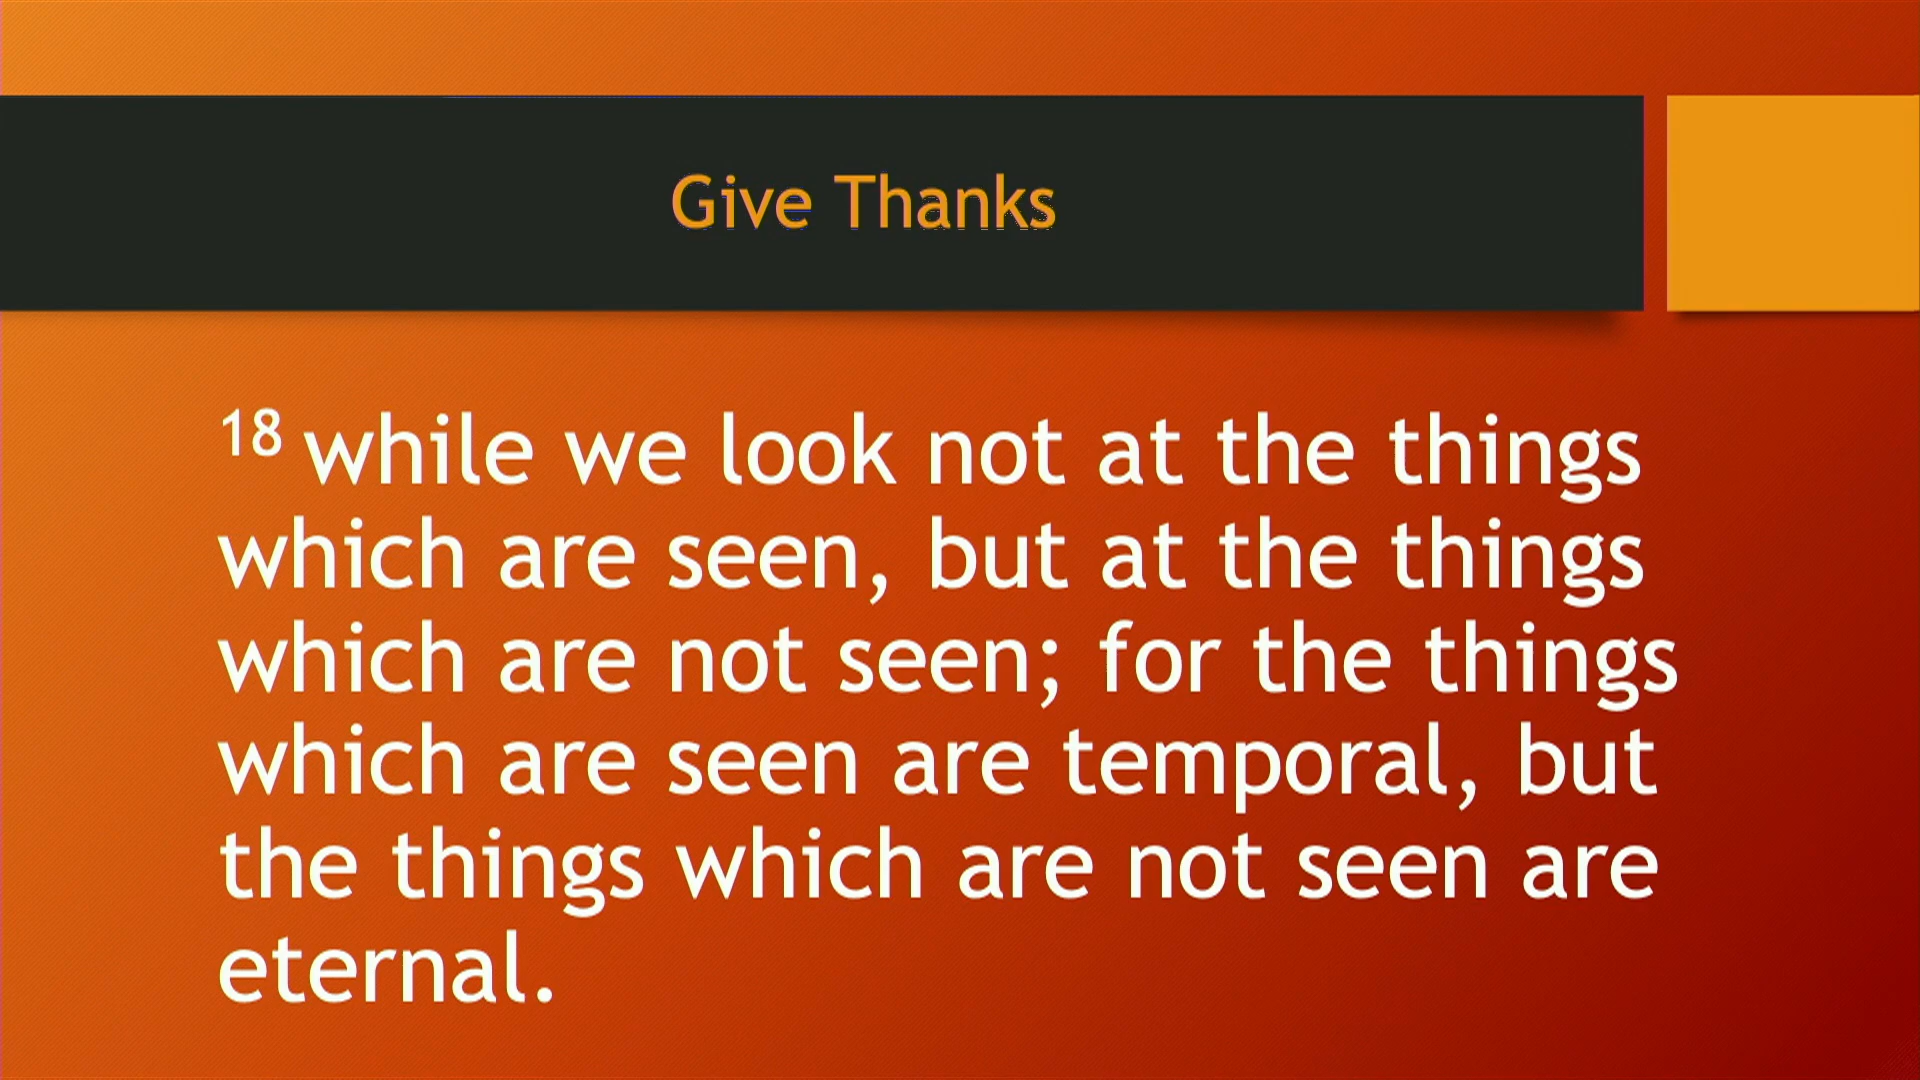 Give Thanks
18 while we look not at the things
which are seen, but at the things
which are not seen; for the things
which are seen are temporal, but
the things which are not seen are
eternal.